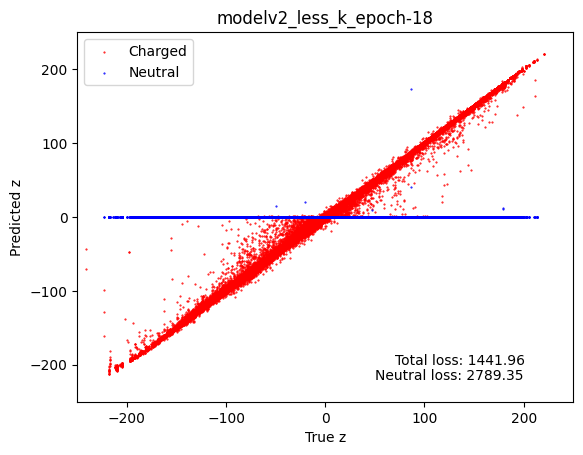 modelv2_less_k_epoch-18
Charged
Neutral
Predicted z
200
100
0
−100
−200
Total loss: 1441.96
Neutral loss: 2789.35
−200 −100 0 100 200
True z